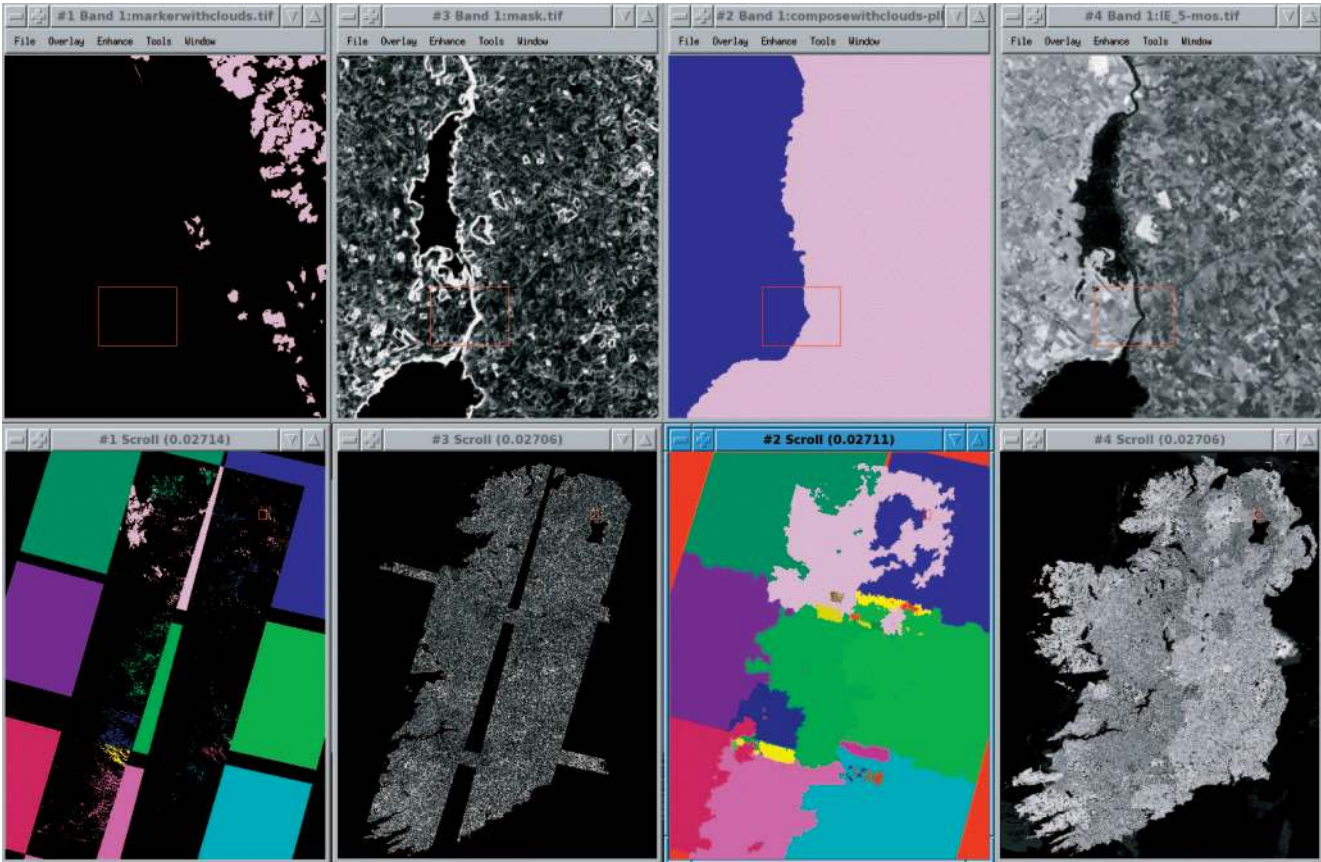 #1 Band 1:markerwithclouds.tif
File Overlay Enhance Tools Window
#3 Band 1:mask.tif
File Overlay Enhance Tools Window
#2 Band 1:composewithclouds-pl
File Overlay Enhance Tools Window
#4 Band 1:IE_5-mos.tif
File Overlay Enhance Tools Window
#1 Scroll (0.02714)
#3 Scroll (0.02706)
#2 Scroll (0.02711)
#4 Scroll (0.02706)